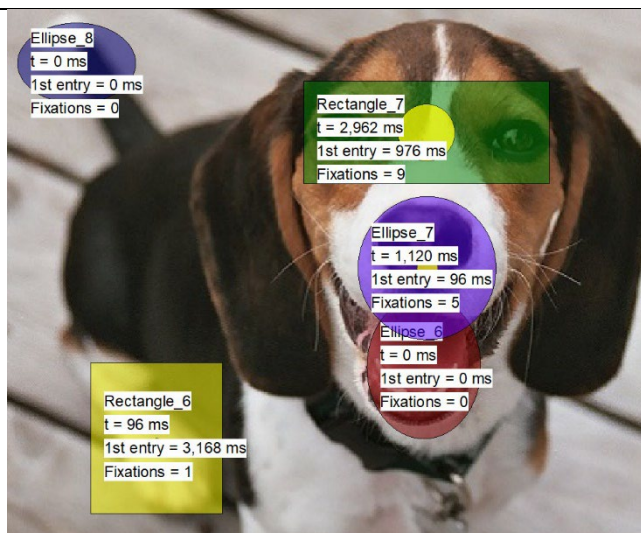 Ellipse_8
t = 0 ms
1st entry = 0 ms
Fixations = 0
Rectangle_7
t = 2,962 ms
1st entry = 976 ms
Fixations = 9
Ellipse_7
t = 1,120 ms
1st entry = 96 ms
Fixations = 5
Ellipse_6
t = 0 ms
1st entry = 0 ms
Fixations = 0
Rectangle_6
t = 96 ms
1st entry = 3,168 ms
Fixations = 1